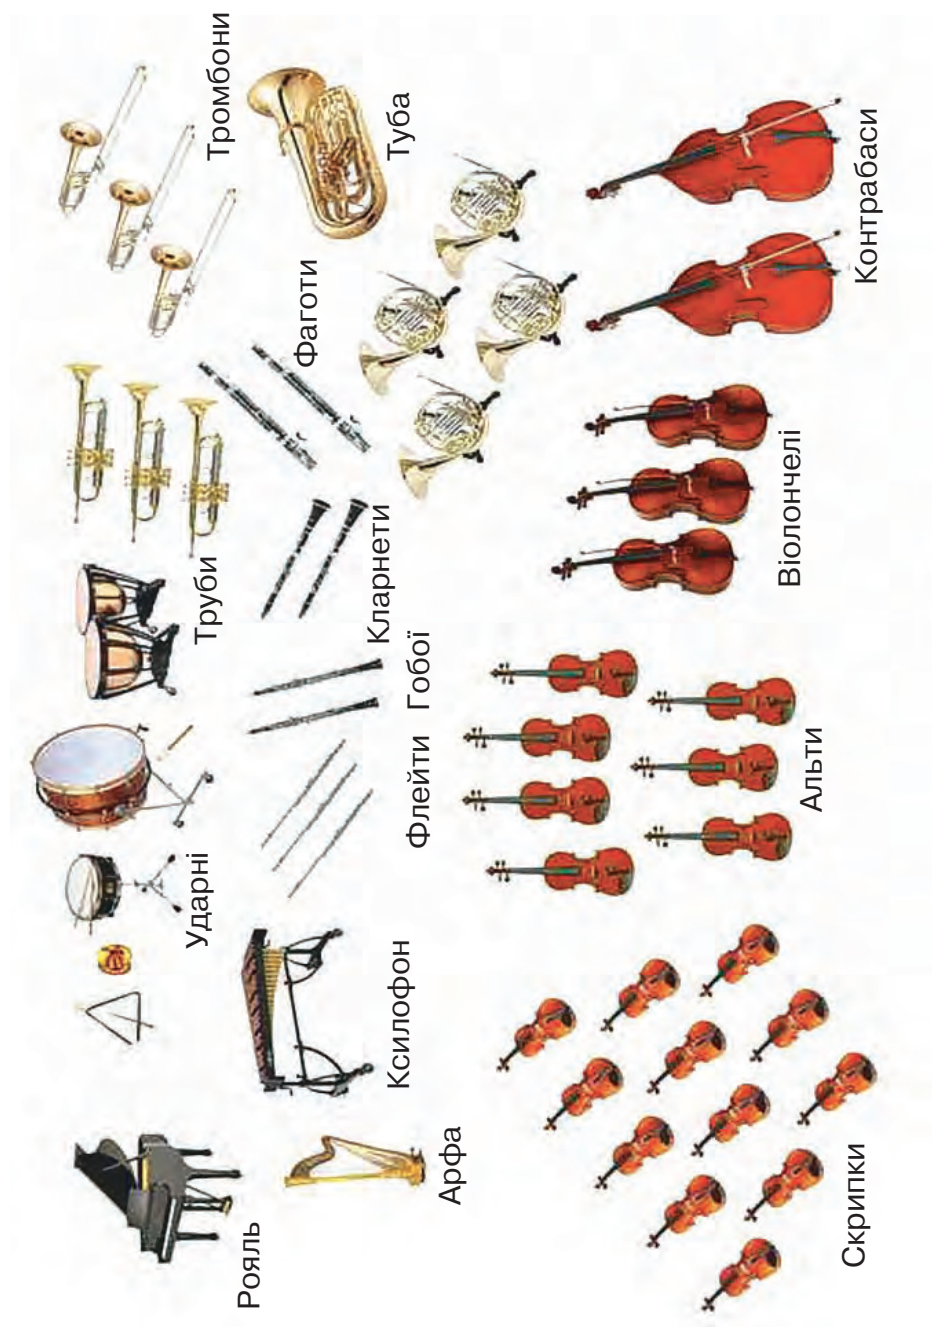 Рояль
Ударні
Труби
Тромбони
Арфа
Ксилофон
Флейти
Гобої
Кларнети
Фаготи
Туба
Скрипки
Альти
Віолончелі
Контрабаси